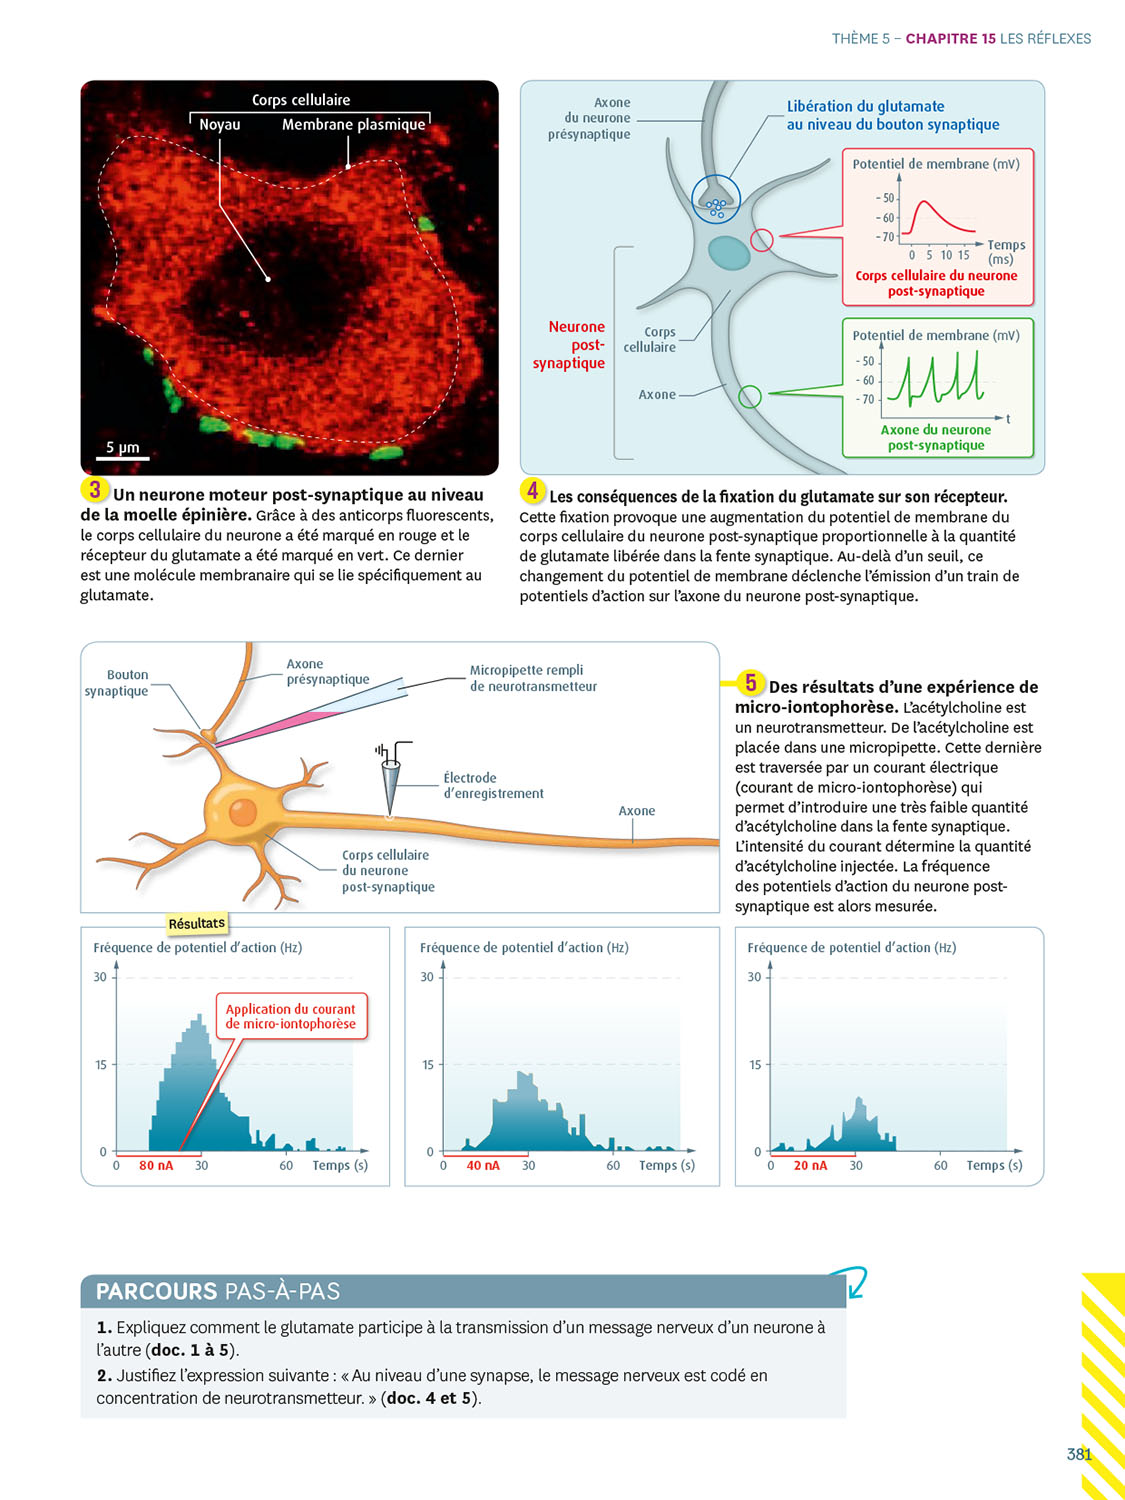 THÈME 5 – CHAPITRE 15 LES RÉFLEXES
Corps cellulaire
Noyau
Membrane plasmique
5 µm
3 Un neurone moteur post-synaptique au niveau
de la moelle épinière. Grâce à des anticorps fluorescents,
le corps cellulaire du neurone a été marqué en rouge et le
récepteur du glutamate a été marqué en vert. Ce dernier
est une molécule membranaire qui se lie spécifiquement au
glutamate.
Axone
du neurone
présynaptique
Libération du glutamate
au niveau du bouton synaptique
Potentiel de membrane (mV)
- 50
- 60
- 70
0 5 10 15
Temps
(ms)
Corps cellulaire du neurone
post-synaptique
Neurone
post-
synaptique
Corps
cellulaire
Axone
Potentiel de membrane (mV)
- 50
- 60
- 70
t
Axone du neurone
post-synaptique
4 Les conséquences de la fixation du glutamate sur son récepteur.
Cette fixation provoque une augmentation du potentiel de membrane du
corps cellulaire du neurone post-synaptique proportionnelle à la quantité
de glutamate libérée dans la fente synaptique. Au-delà d’un seuil, ce
changement du potentiel de membrane déclenche l’émission d’un train de
potentiels d’action sur l’axone du neurone post-synaptique.
Bouton
synaptique
Axone
présynaptique
Micropipette rempli
de neurotransmetteur
Électrode
d’enregistrement
Axone
Corps cellulaire
du neurone
post-synaptique
5 Des résultats d’une expérience de
micro-iontophorèse. L’acétylcholine est
un neurotransmetteur. De l’acétylcholine est
placée dans une micropipette. Cette dernière
est traversée par un courant électrique
(courant de micro-iontophorèse) qui
permet d’introduire une très faible quantité
d’acétylcholine dans la fente synaptique.
L’intensité du courant détermine la quantité
d’acétylcholine injectée. La fréquence
des potentiels d’action du neurone post-
synaptique est alors mesurée.
Résultats
Fréquence de potentiel d’action (Hz)
30
Application du courant
de micro-iontophorèse
15
0
0 80 nA 30 60 Temps (s)
Fréquence de potentiel d’action (Hz)
30
15
0
0 40 nA 30 60 Temps (s)
Fréquence de potentiel d’action (Hz)
30
15
0
0 20 nA 30 60 Temps (s)
PARCOURS PAS-À-PAS
1. Expliquez comment le glutamate participe à la transmission d’un message nerveux d’un neurone à
l’autre (doc. 1 à 5).
2. Justifiez l’expression suivante : « Au niveau d’une synapse, le message nerveux est codé en
concentration de neurotransmetteur. » (doc. 4 et 5).
381